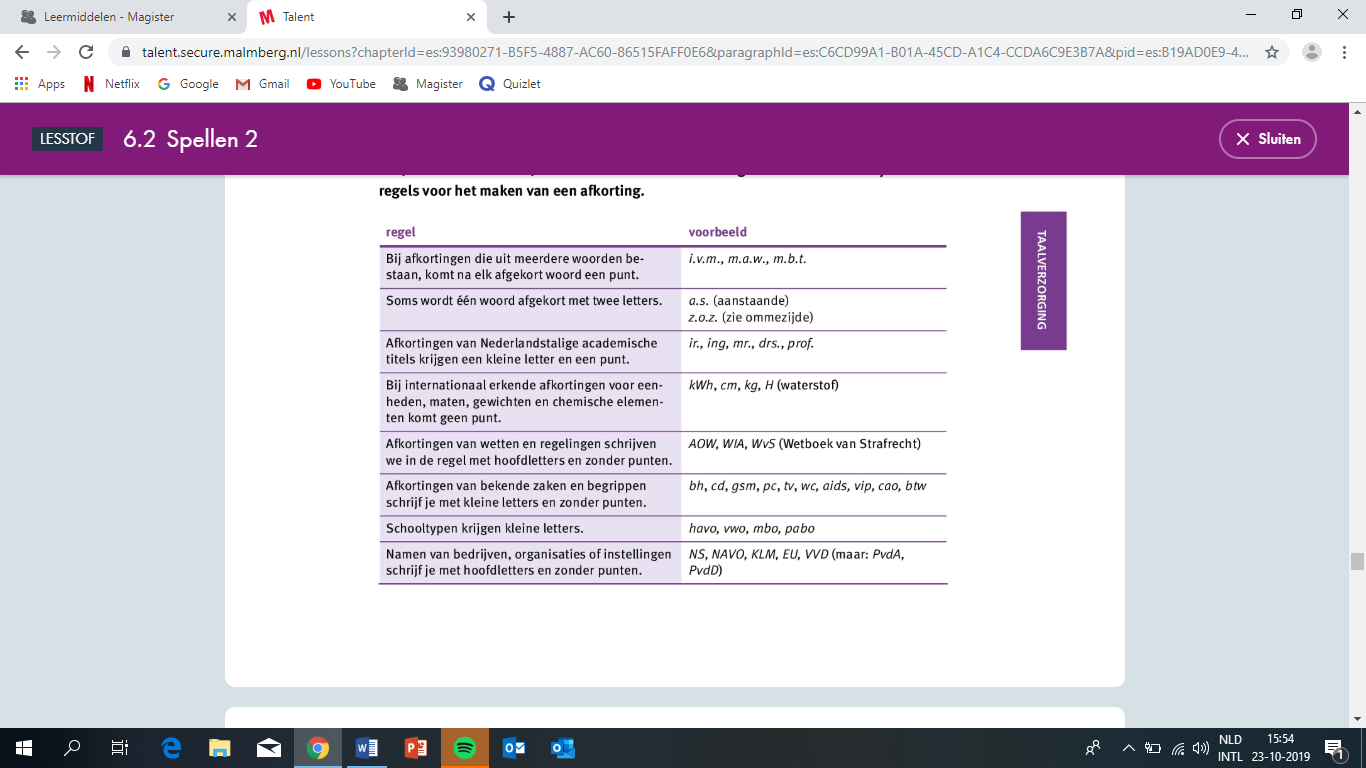 Leermiddelen - Magister
Talent
talent.secure.malmberg.nl/lessons?chapterId=es:93980271-B5F5-4887-AC60-86515FAFF0E6&paragraphId=es:C6CD99A1-B01A-45CD-A1C4-CCDA6C9E3B7A&pid=es:B19AD0E9-4...
Apps Netflix Google Gmail YouTube Magister Quizlet
LESSTOF 6.2 Spellen 2 Sluiten
regels voor het maken van een afkorting.
regel voorbeeld
Bij afkortingen die uit meerdere woorden be- i.v.m., m.a.w., m.b.t.
staan, komt na elk afgekort woord een punt.
Soms wordt één woord afgekort met twee letters. a.s. (aanstaande)
z.o.z. (zie ommezijde)
Afkortingen van Nederlandstalige academische ir., ing, mr., drs., prof.
titels krijgen een kleine letter en een punt.
Bij internationaal erkende afkortingen voor een- kWh, cm, kg, H (waterstof)
heden, maten, gewichten en chemische elemen-
ten komt geen punt.
Afkortingen van wetten en regelingen schrijven AOW, WIA, WvS (Wetboek van Strafrecht)
we in de regel met hoofdletters en zonder punten.
Afkortingen van bekende zaken en begrippen bh, cd, gsm, pc, tv, wc, aids, vip, cao, btw
schrijf je met kleine letters en zonder punten.
Schooltypen krijgen kleine letters. havo, vwo, mbo, pabo
Namen van bedrijven, organisaties of instellingen NS, NAVO, KLM, EU, VVD (maar: PvdA,
schrijf je met hoofdletters en zonder punten. PvdD)
TAALVERZORGING
NLD 15:54
INTL 23-10-2019 1